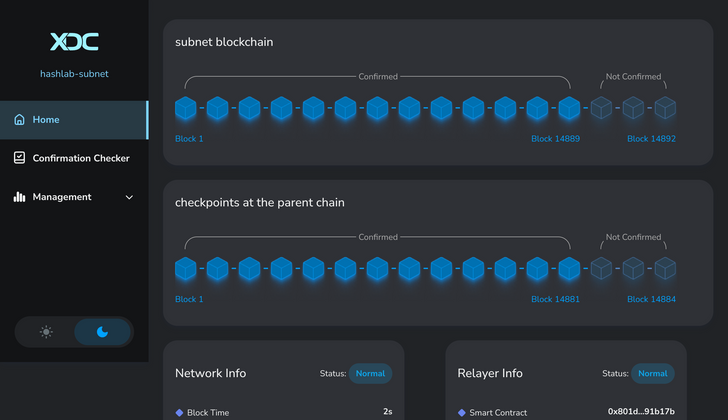 XDC
hashlab-subnet
Home
Confirmation Checker
Management
subnet blockchain
Confirmed
Not Confirmed
Block 1
Block 14889
Block 14892
checkpoints at the parent chain
Confirmed
Not Confirmed
Block 1
Block 14881
Block 14884
Network Info
Status: Normal
Block Time
2s
Relayer Info
Status: Normal
Smart Contract
0x801d...91b17b